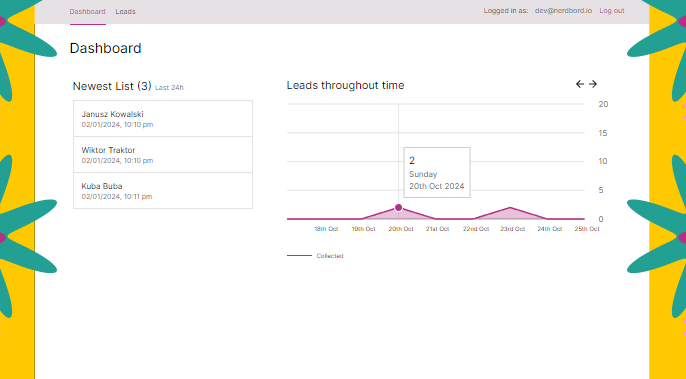 Dashboard Leads
Logged in as: dev@nerdbord.io Log out
Dashboard
Newest List (3) Last 24h
Janusz Kowalski
02/01/2024, 10:10 pm
Wiktor Traktor
02/01/2024, 10:10 pm
Kuba Buba
02/01/2024, 10:11 pm
Leads throughout time
20
15
10
5
0
2
Sunday
20th Oct 2024
18th Oct 19th Oct 20th Oct 21st Oct 22nd Oct 23rd Oct 24th Oct 25th Oct
Collected